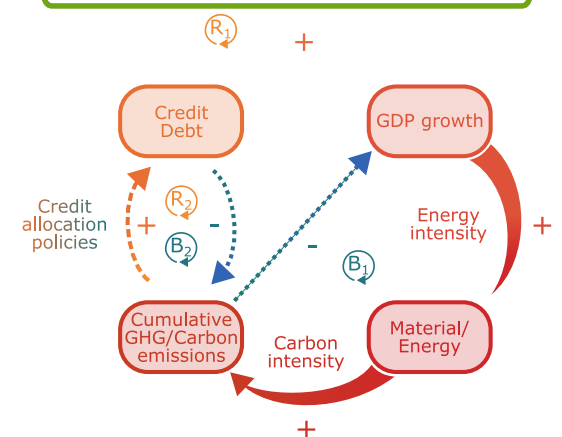 R1
+
Credit
Debt
GDP growth
Credit
allocation
policies
+
R2
-
B2
Energy
intensity
+
-
B1
Cumulative
GHG/Carbon
emissions
Carbon
intensity
Material/
Energy
+